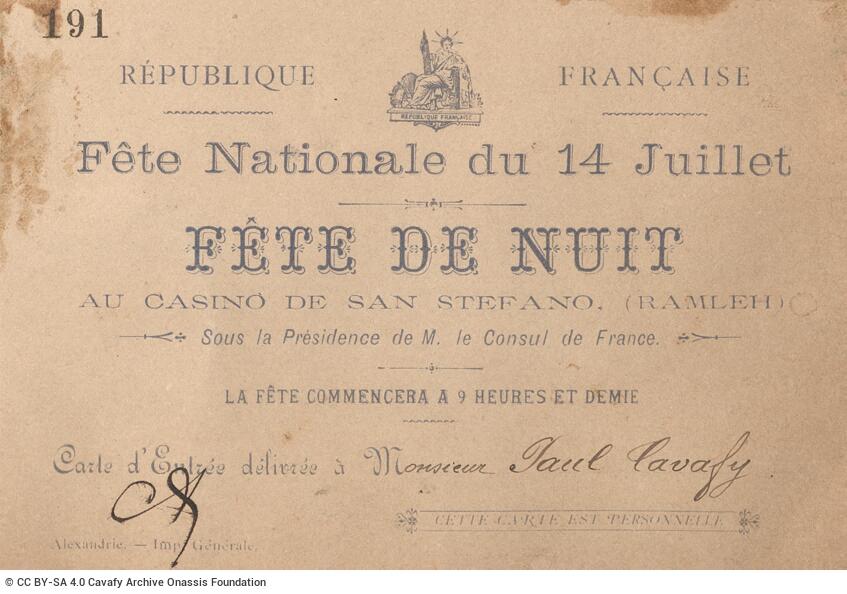 191
RÉPUBLIQUE FRANÇAISE
RÉPUBLIQUE FRANÇAISE
Fête Nationale du 14 Juillet
FÊTE DE NUIT
AU CASINO DE SAN STEFANO, (RAMLEH)
Sous la Présidence de M. le Consul de France.
LA FÊTE COMMENCERA A 9 HEURES ET DEMIE
Carte d'Entrée délivrée à Monsieur Paul Cavafy
CETTE CARTE EST PERSONNELLE
Alexandrie. — Imp. Générale.
© CC BY-SA 4.0 Cavafy Archive Onassis Foundation